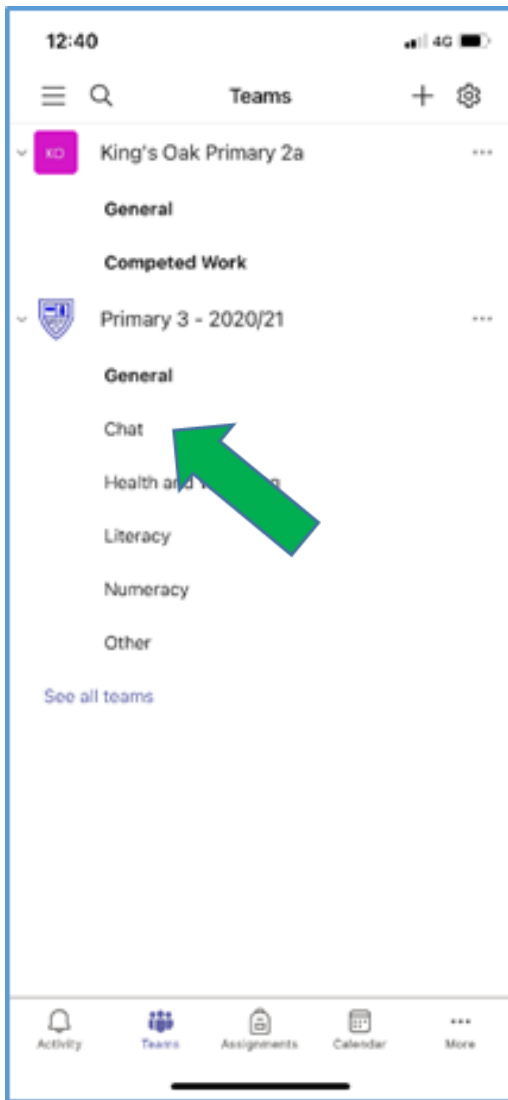 12:40
4G
Teams
KO
King's Oak Primary 2a
General
Competed Work
Primary 3 - 2020/21
General
Chat
Health and
Literacy
Numeracy
Other
See all teams
Activity
Teams
Assignments
Calendar
More